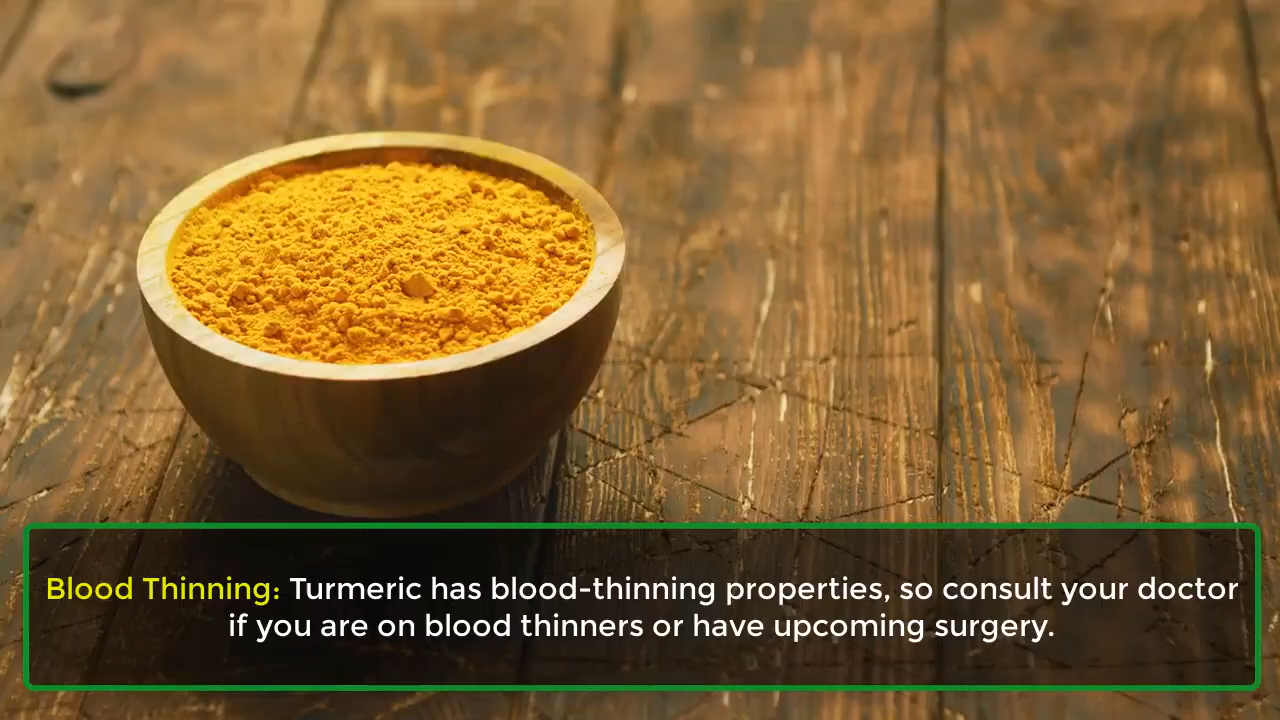 Blood Thinning: Turmeric has blood-thinning properties, so consult your doctor
if you are on blood thinners or have upcoming surgery.